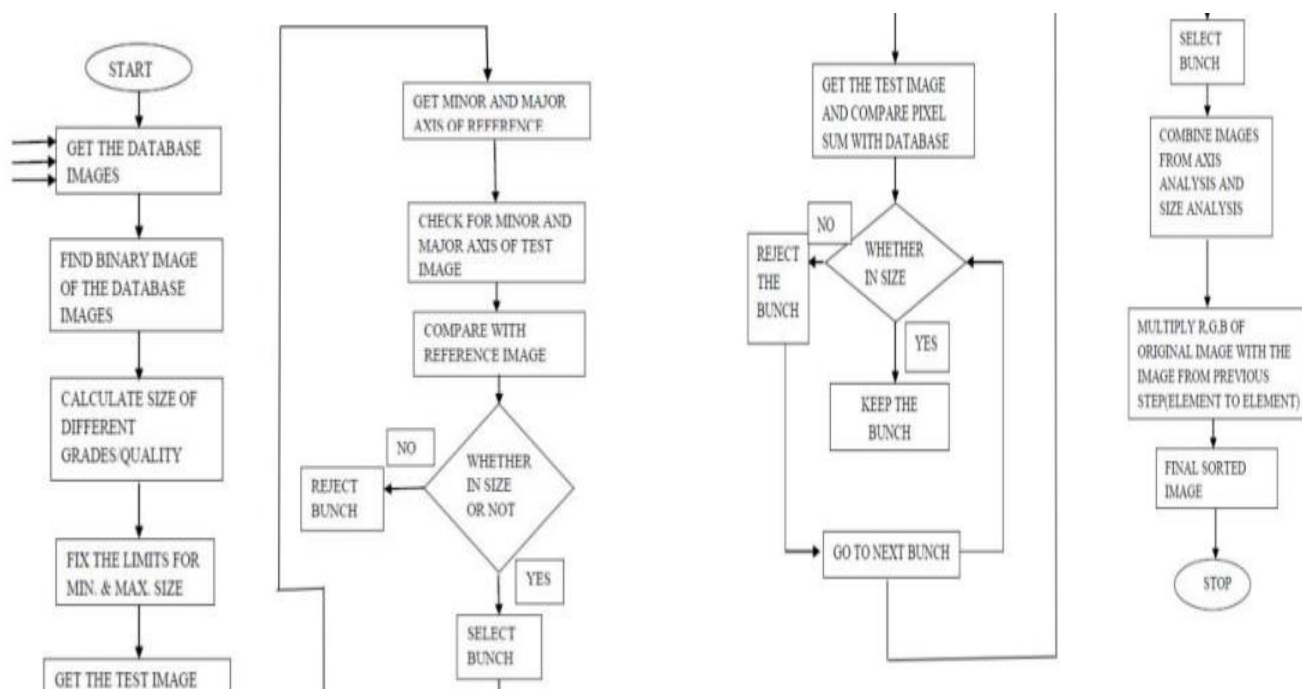 START
GET THE DATABASE
IMAGES
FIND BINARY IMAGE
OF THE DATABASE
IMAGES
CALCULATE SIZE OF
DIFFERENT
GRADES/QUALITY
FIX THE LIMITS FOR
MIN. & MAX. SIZE
GET THE TEST IMAGE
GET MINOR AND MAJOR
AXIS OF REFERENCE
CHECK FOR MINOR AND
MAJOR AXIS OF TEST
IMAGE
COMPARE WITH
REFERENCE IMAGE
NO
WHETHER
IN SIZE
OR NOT
REJECT
BUNCH
YES
SELECT
BUNCH
GET THE TEST IMAGE
AND COMPARE PIXEL
SUM WITH DATABASE
NO
WHETHER
IN SIZE
REJECT
THE
BUNCH
YES
KEEP THE
BUNCH
GO TO NEXT BUNCH
SELECT
BUNCH
COMBINE IMAGES
FROM AXIS
ANALYSIS AND
SIZE ANALYSIS
MULTIPLY R,G,B OF
ORIGINAL IMAGE WITH THE
IMAGE FROM PREVIOUS
STEP(ELEMENT TO ELEMENT)
FINAL SORTED
IMAGE
STOP